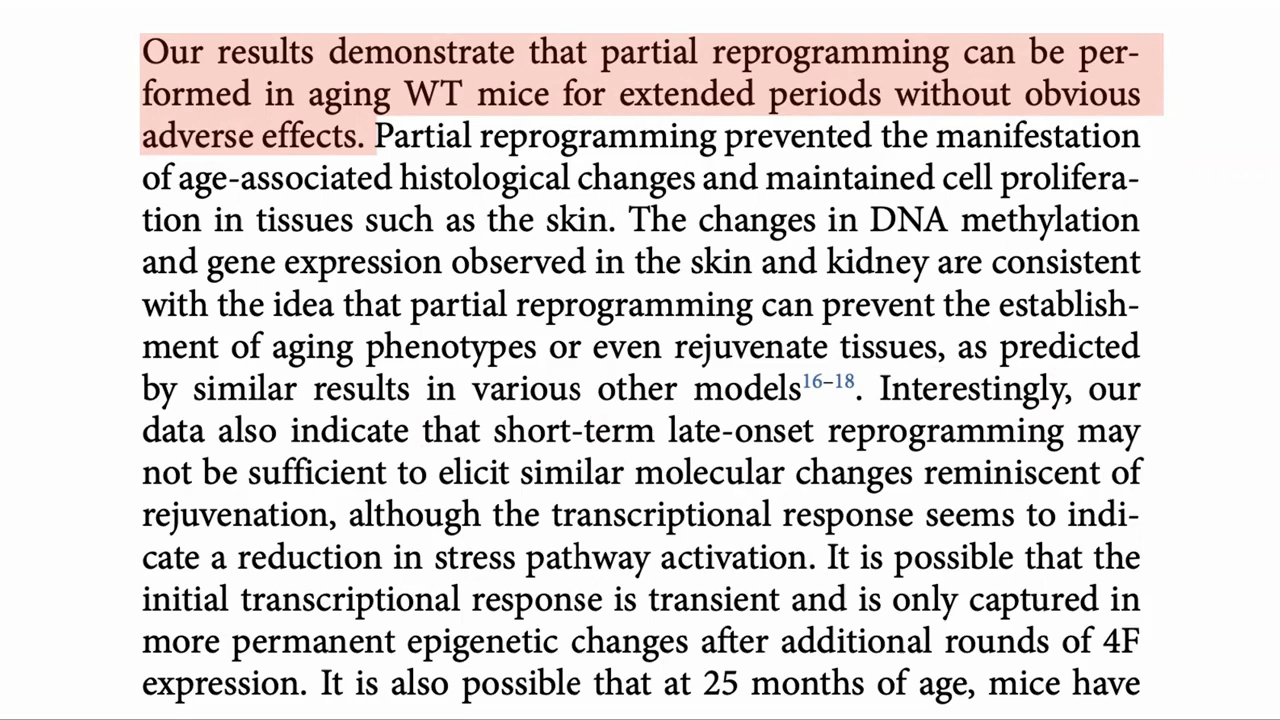 Our results demonstrate that partial reprogramming can be per-
formed in aging WT mice for extended periods without obvious
adverse effects. Partial reprogramming prevented the manifestation
of age-associated histological changes and maintained cell prolifera-
tion in tissues such as the skin. The changes in DNA methylation
and gene expression observed in the skin and kidney are consistent
with the idea that partial reprogramming can prevent the establish-
ment of aging phenotypes or even rejuvenate tissues, as predicted
by similar results in various other models16–18. Interestingly, our
data also indicate that short-term late-onset reprogramming may
not be sufficient to elicit similar molecular changes reminiscent of
rejuvenation, although the transcriptional response seems to indi-
cate a reduction in stress pathway activation. It is possible that the
initial transcriptional response is transient and is only captured in
more permanent epigenetic changes after additional rounds of 4F
expression. It is also possible that at 25 months of age, mice have